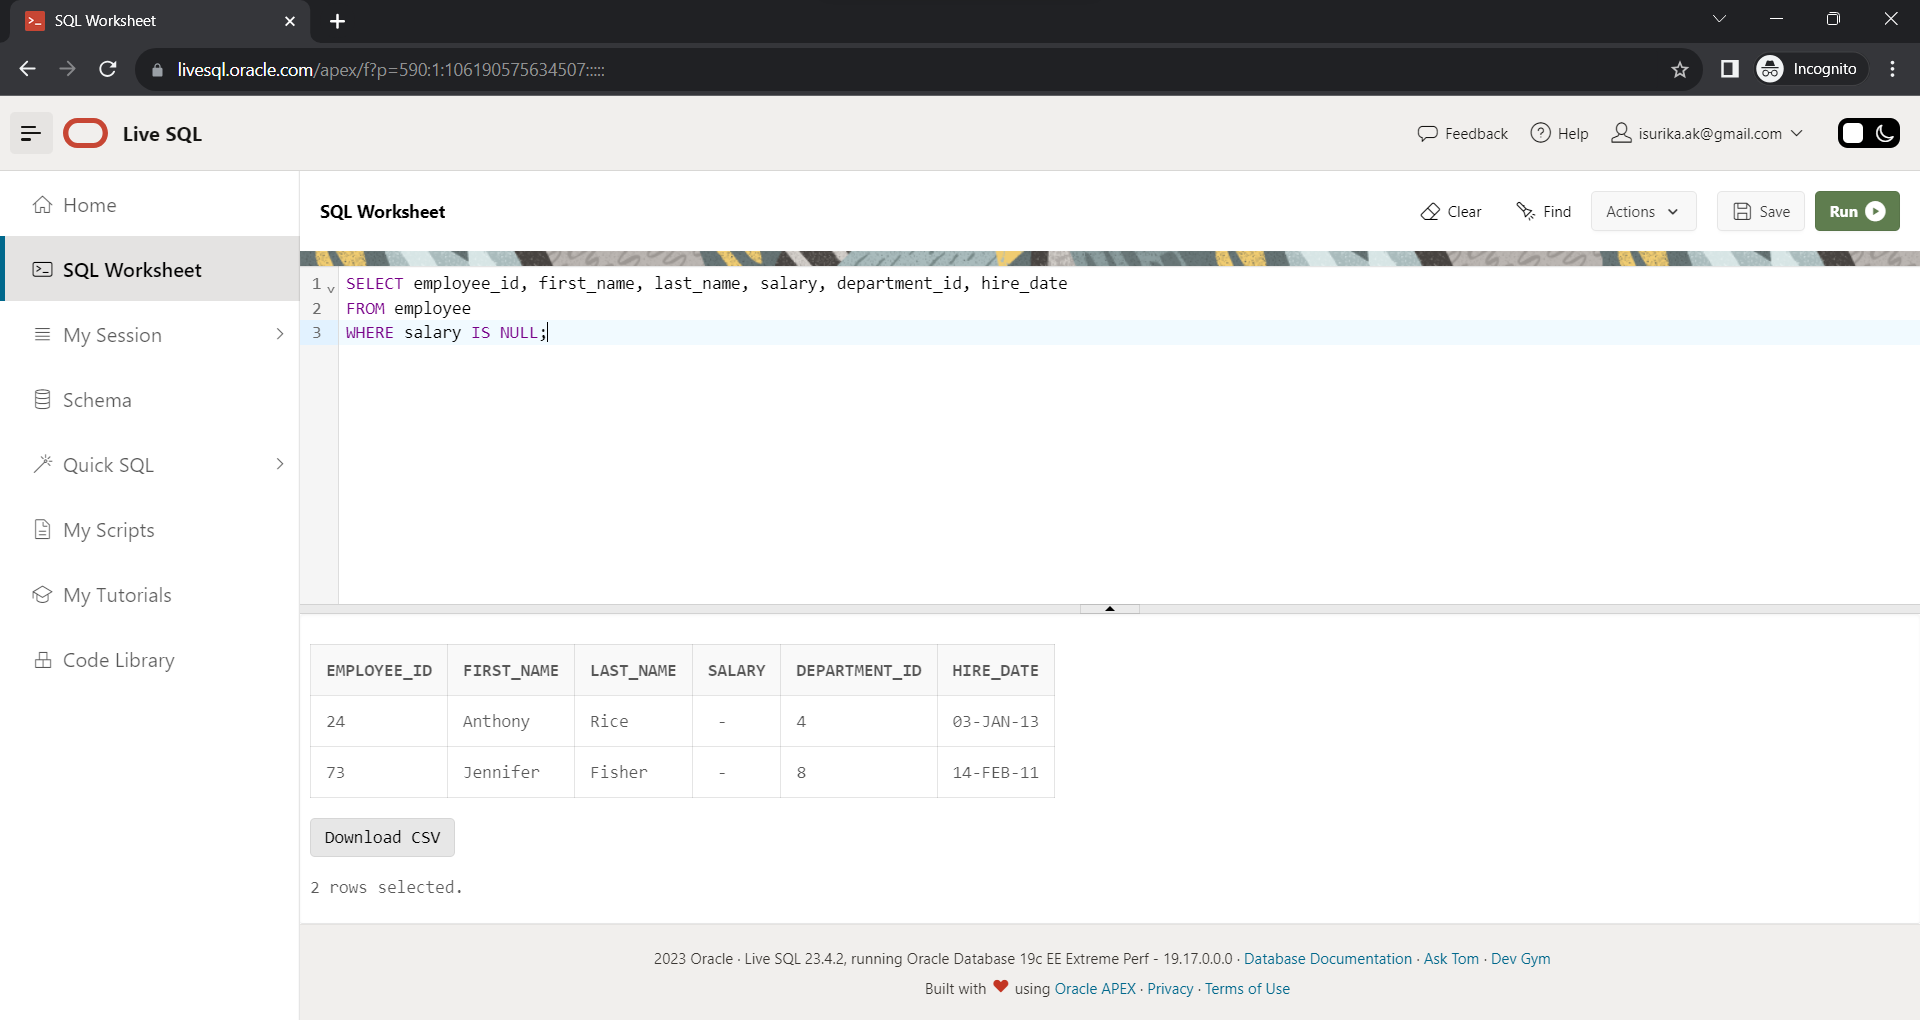 SQL Worksheet
livesql.oracle.com/apex/f?p=590:1:106190575634507:::::
Incognito
Live SQL
Feedback
Help
isurika.ak@gmail.com
Home
SQL Worksheet
My Session
Schema
Quick SQL
My Scripts
My Tutorials
Code Library
SQL Worksheet
Clear
Find
Actions
Save
Run
1 SELECT employee_id, first_name, last_name, salary, department_id, hire_date
2 FROM employee
3 WHERE salary IS NULL;
EMPLOYEE_ID FIRST_NAME LAST_NAME SALARY DEPARTMENT_ID HIRE_DATE
24 Anthony Rice - 4 03-JAN-13
73 Jennifer Fisher - 8 14-FEB-11
Download CSV
2 rows selected.
2023 Oracle · Live SQL 23.4.2, running Oracle Database 19c EE Extreme Perf - 19.17.0.0.0 · Database Documentation · Ask Tom · Dev Gym
Built with ❤ using Oracle APEX · Privacy · Terms of Use